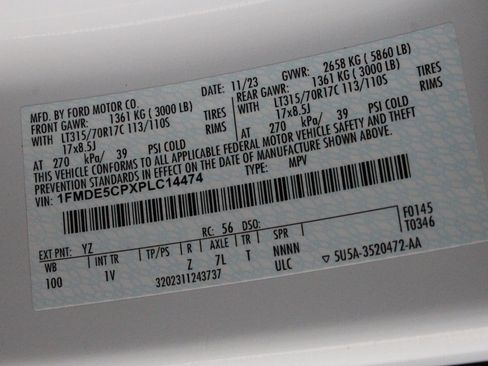 MFD. BY FORD MOTOR CO.
DATE: 11/23 GVWR: 2658 KG ( 5860 LB)
FRONT GAWR: 1361 KG ( 3000 LB) REAR GAWR: 1361 KG ( 3000 LB)
WITH LT315/70R17C 113/110S TIRES WITH LT315/70R17C 113/110S TIRES
17x8.5J RIMS 17x8.5J RIMS
AT 270 kPa/ 39 PSI COLD AT 270 kPa/ 39 PSI COLD
THIS VEHICLE CONFORMS TO ALL APPLICABLE FEDERAL MOTOR VEHICLE SAFETY AND THEFT
PREVENTION STANDARDS IN EFFECT ON THE DATE OF MANUFACTURE SHOWN ABOVE.
VIN: 1FMDE5CPXPLC14474 TYPE: MPV
F0145
T0346
EXT PNT: YZ RC: 56 DSO:
WB INT TR TP/PS R AXLE TR SPR
100 1V Z 7L T NNNN
ULC ▽ 5U5A-3520472-AA
3202311243737